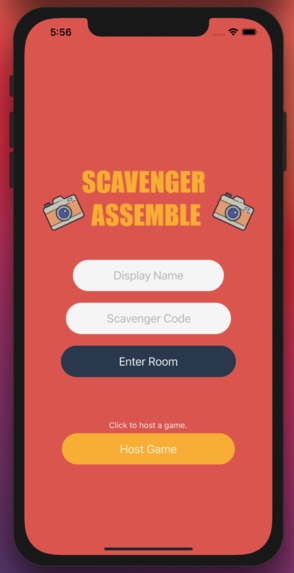 5:56
SCAVENGER
ASSEMBLE
Display Name
Scavenger Code
Enter Room
Click to host a game.
Host Game